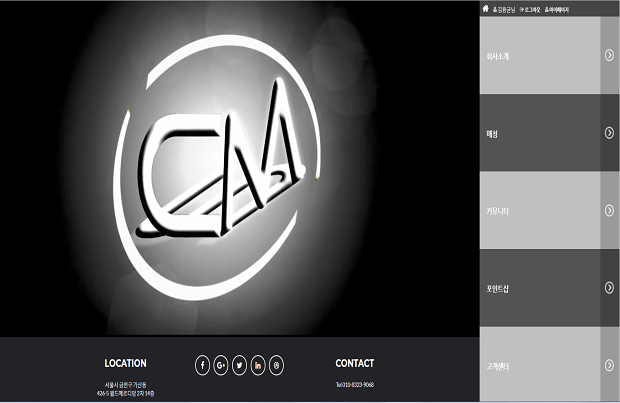 김용균님 로그아웃 마이페이지
회사소개
매장
커뮤니티
포인트샵
고객센터
CM
LOCATION
서울시 금천구 가산동
426-5 월드메르디앙 2차 14층
CONTACT
Tel 010-8323-9068